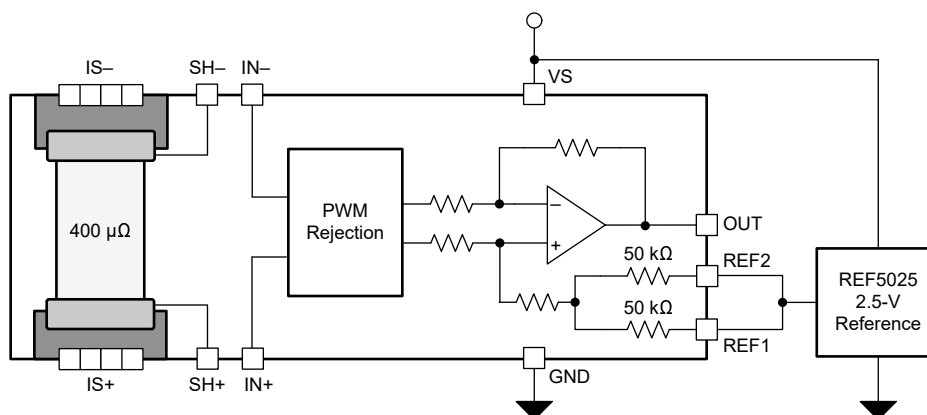 IS–
SH–
IN–
VS
400 µΩ
PWM
Rejection
–
+
OUT
50 kΩ
REF2
50 kΩ
REF1
REF5025
2.5-V
Reference
GND
IS+
SH+
IN+